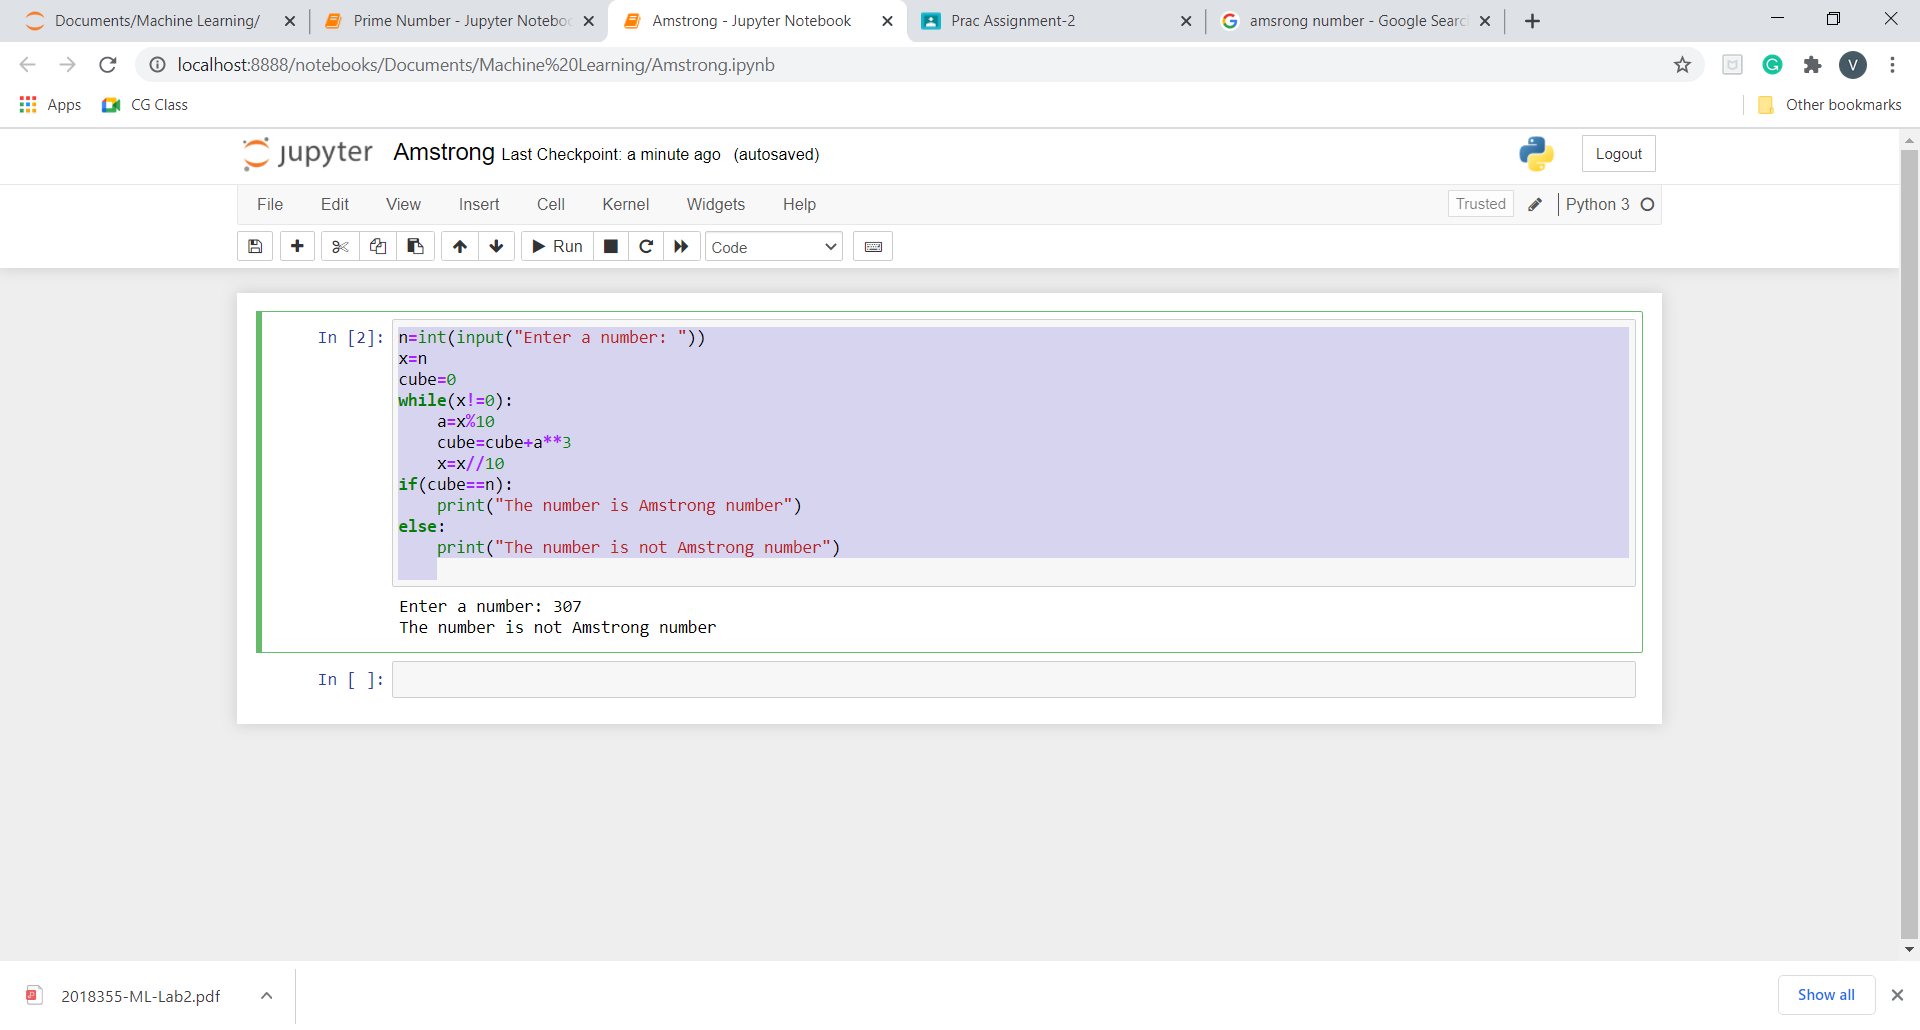 Documents/Machine Learning/
Prime Number - Jupyter Noteboo
Amstrong - Jupyter Notebook
Prac Assignment-2
amsrong number - Google Searc
localhost:8888/notebooks/Documents/Machine%20Learning/Amstrong.ipynb
V
Apps
CG Class
Other bookmarks
jupyter
Amstrong Last Checkpoint: a minute ago (autosaved)
Logout
File Edit View Insert Cell Kernel Widgets Help
Trusted
Python 3
Run
Code
In [2]:
n=int(input("Enter a number: "))
x=n
cube=0
while(x!=0):
    a=x%10
    cube=cube+a**3
    x=x//10
if(cube==n):
    print("The number is Amstrong number")
else:
    print("The number is not Amstrong number")
Enter a number: 307
The number is not Amstrong number
In [ ]:
2018355-ML-Lab2.pdf
Show all